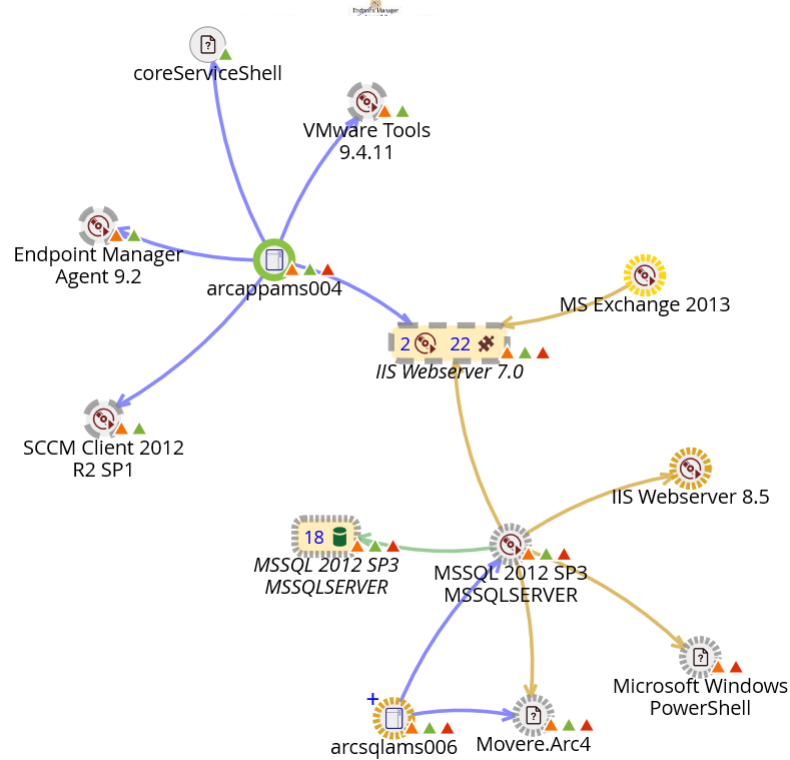 Endpoint Manager
coreServiceShell
VMware Tools
9.4.11
Endpoint Manager
Agent 9.2
arcappams004
MS Exchange 2013
2 22
IIS Webserver 7.0
SCCM Client 2012
R2 SP1
IIS Webserver 8.5
18
MSSQL 2012 SP3
MSSQLSERVER
MSSQL 2012 SP3
MSSQLSERVER
Microsoft Windows
PowerShell
+
arcsqlams006
Movere.Arc4